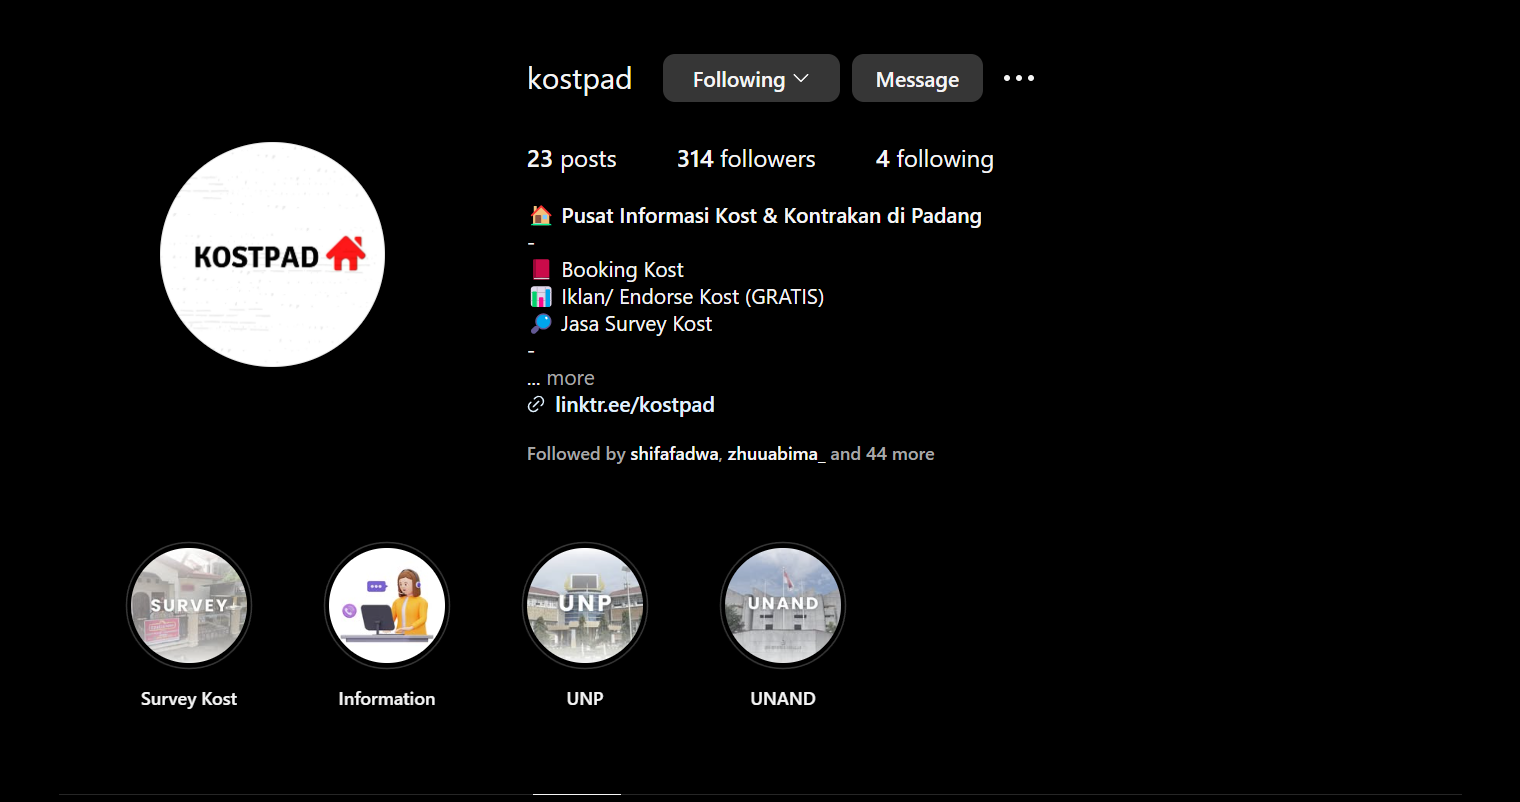 kostpad Following Message
23 posts 314 followers 4 following
KOSTPAD
Pusat Informasi Kost & Kontrakan di Padang
-
Booking Kost
Iklan/ Endorse Kost (GRATIS)
Jasa Survey Kost
-
... more
linktr.ee/kostpad
Followed by shifafadwa, zhuuabima_ and 44 more
SURVEY
UNP
UNAND
Survey Kost Information UNP UNAND